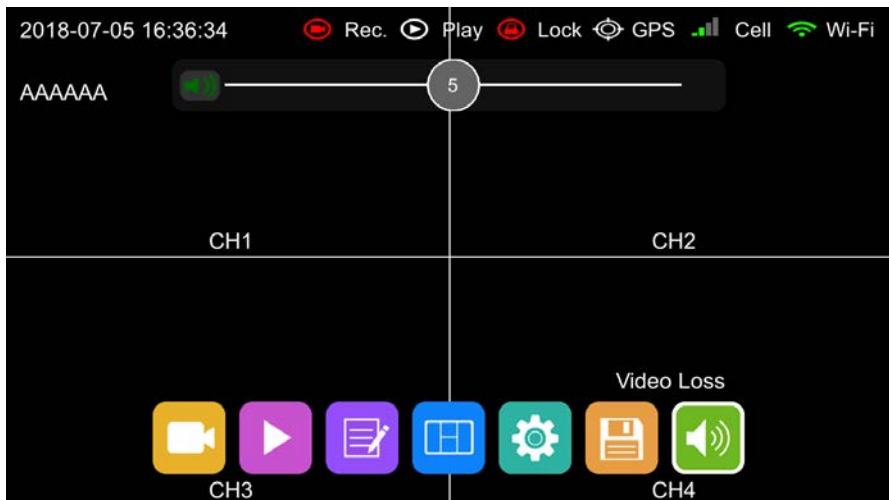 2018-07-05 16:36:34 Rec. Play Lock GPS Cell Wi-Fi
AAAAAA 5
CH1 CH2
Video Loss
CH3 CH4